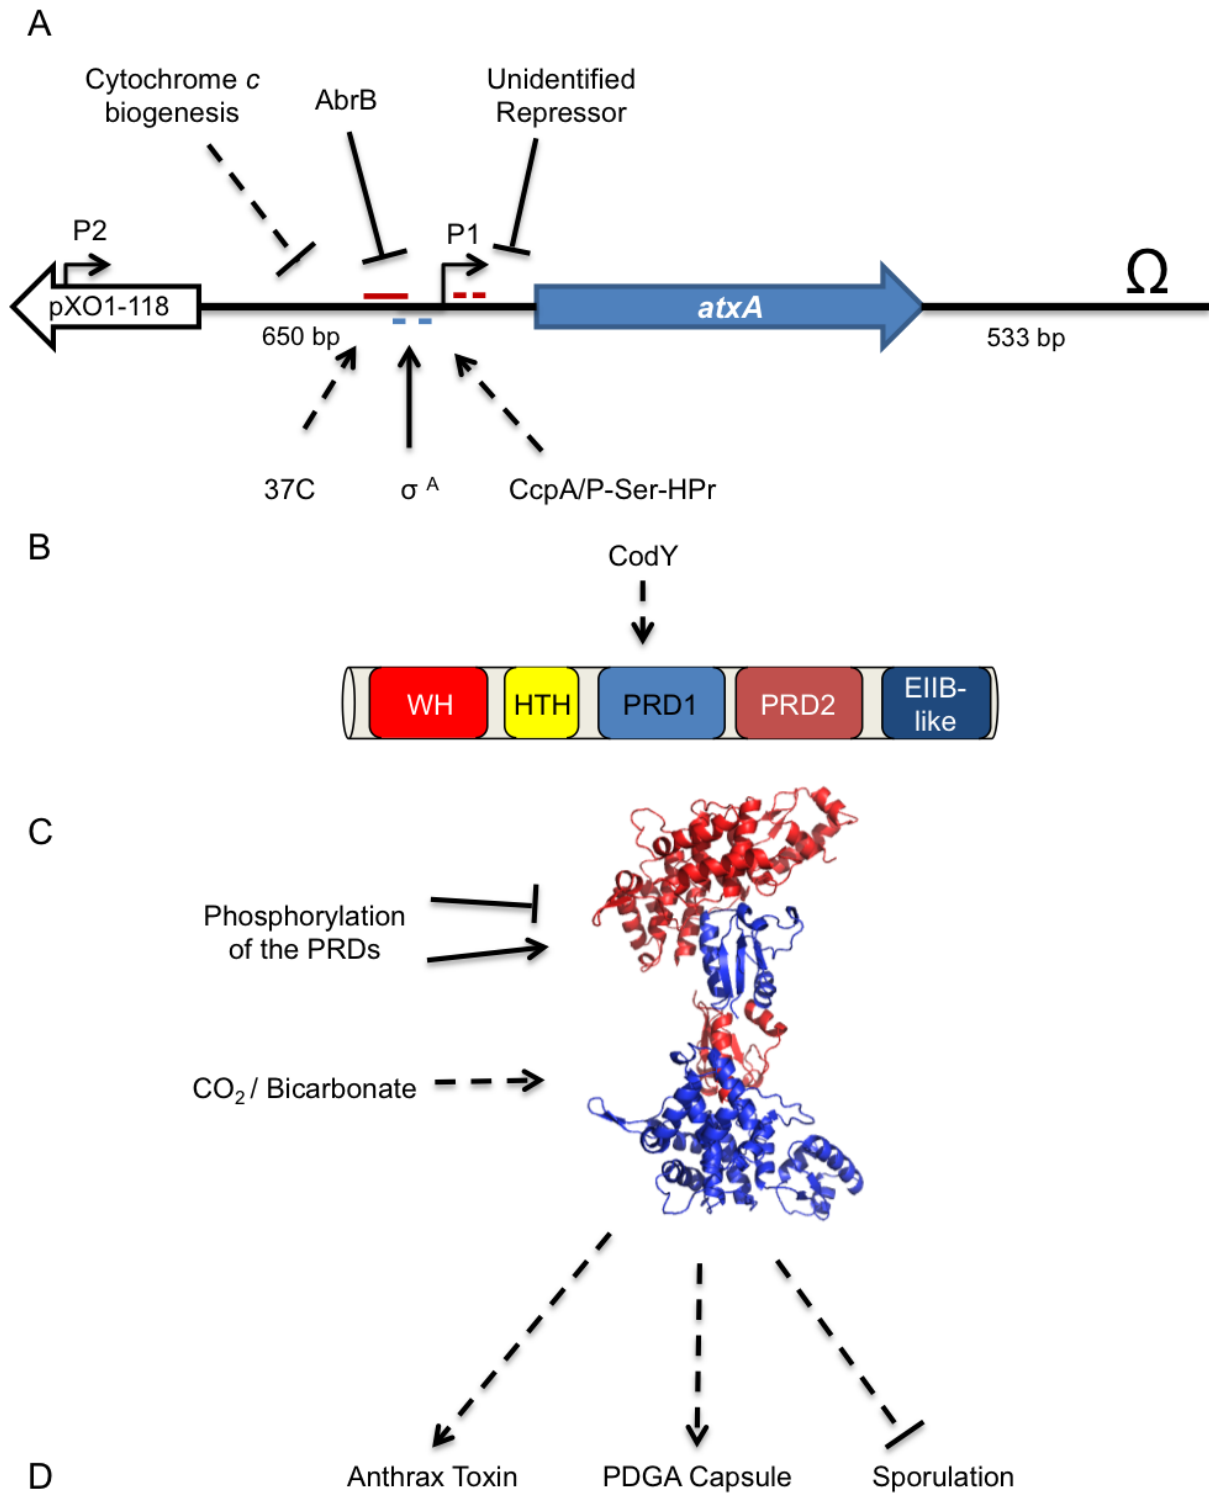 A
Cytochrome c
biogenesis
AbrB
Unidentified
Repressor
P2
P1
Ω
pXO1-118
atxA
650 bp
533 bp
37C
σ A
CcpA/P-Ser-HPr
B
CodY
WH
HTH
PRD1
PRD2
EIIB-
like
C
Phosphorylation
of the PRDs
CO2 / Bicarbonate
D
Anthrax Toxin
PDGA Capsule
Sporulation